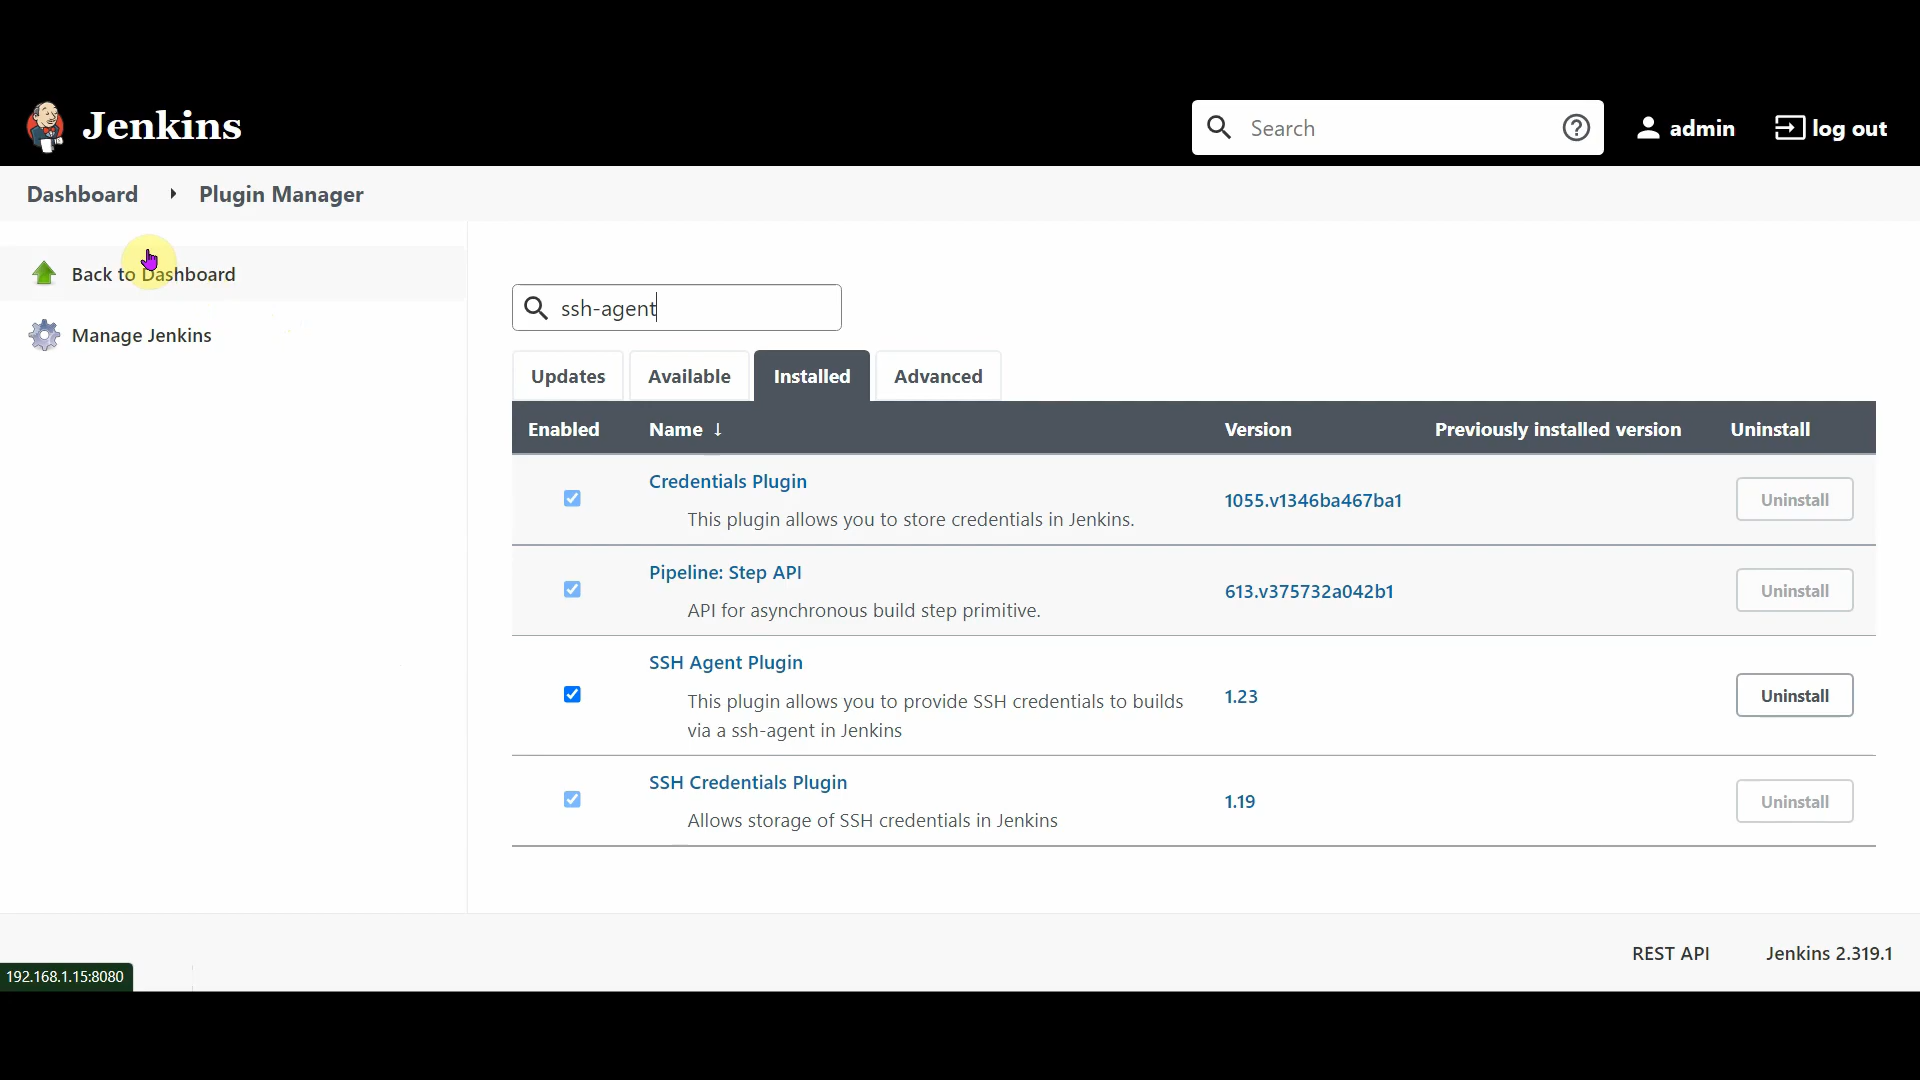 Jenkins
Search
admin
log out
Dashboard
Plugin Manager
Back to Dashboard
Manage Jenkins
ssh-agent
Updates
Available
Installed
Advanced
Enabled Name ↓ Version Previously installed version Uninstall
Credentials Plugin
This plugin allows you to store credentials in Jenkins.
1055.v1346ba467ba1
Uninstall
Pipeline: Step API
API for asynchronous build step primitive.
613.v375732a042b1
Uninstall
SSH Agent Plugin
This plugin allows you to provide SSH credentials to builds
via a ssh-agent in Jenkins
1.23
Uninstall
SSH Credentials Plugin
Allows storage of SSH credentials in Jenkins
1.19
Uninstall
REST API
Jenkins 2.319.1
192.168.1.15:8080